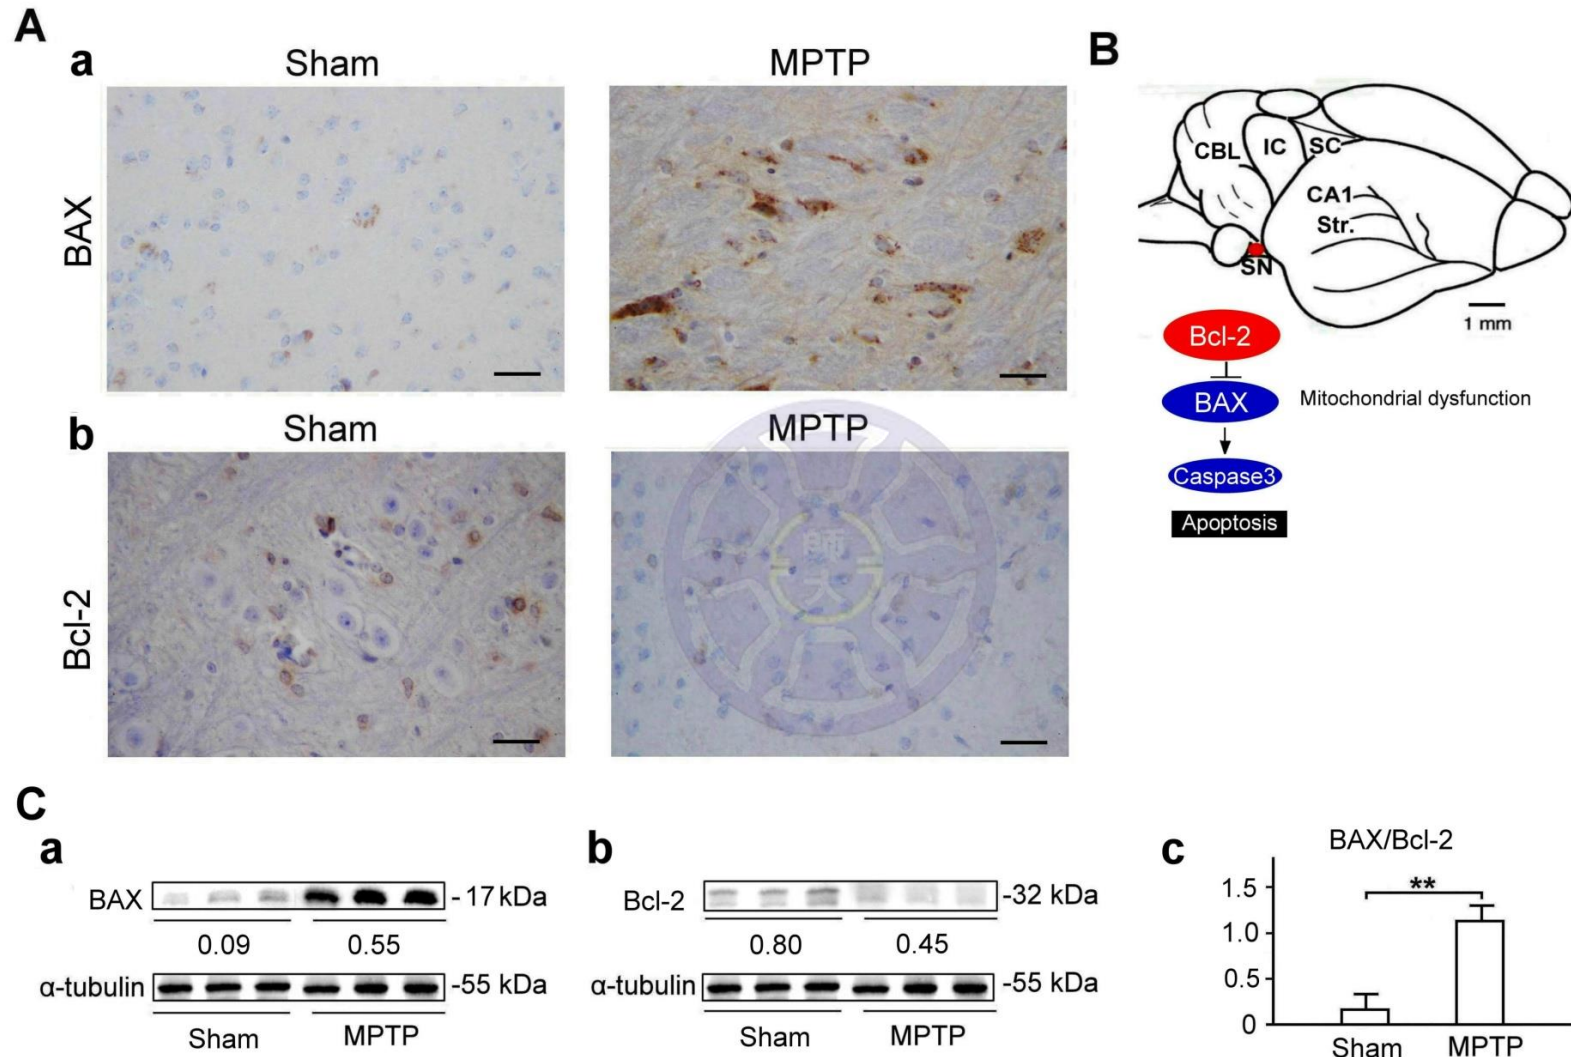 A
a
Sham
MPTP
BAX
b
Sham
MPTP
Bcl-2
師大
B
CBL
IC
SC
CA1
Str.
SN
1 mm
Bcl-2
BAX
Mitochondrial dysfunction
Caspase3
Apoptosis
C
a
BAX
-17 kDa
0.09 0.55
α-tubulin
-55 kDa
Sham MPTP
b
Bcl-2
-32 kDa
0.80 0.45
α-tubulin
-55 kDa
Sham MPTP
c
BAX/Bcl-2
**
1.5
1.0
0.5
0
Sham MPTP